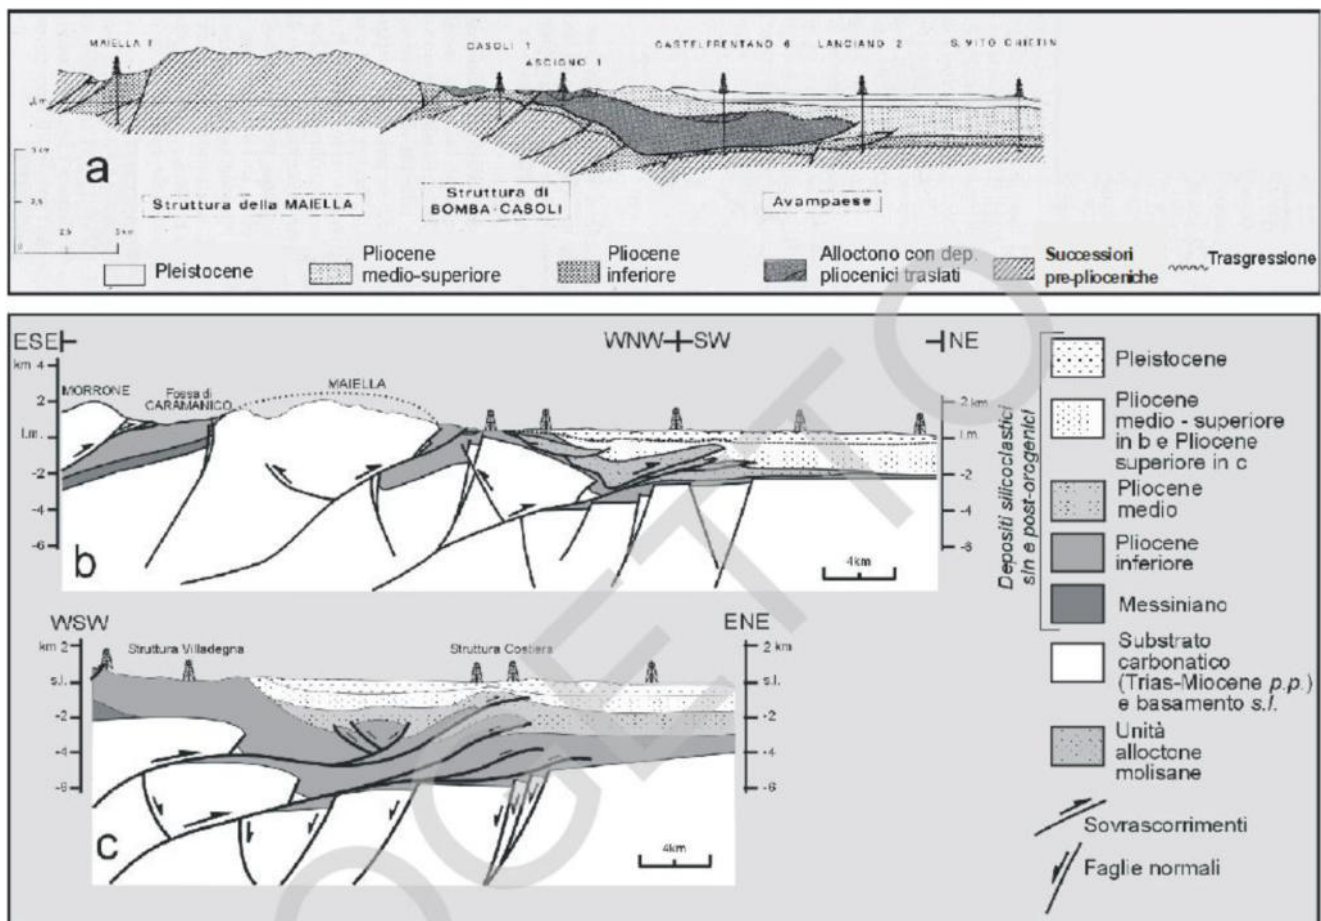 MAIELLA 1
CASOLI 1
ASCIGNO 1
CASTELFRENTANO 6
LANCIANO 2
S. VITO CHIETIN
a
Struttura della MAIELLA
Struttura di
BOMBA-CASOLI
Avampaese
2,5
Pleistocene
Pliocene
medio-superiore
Pliocene
inferiore
Alloctono con dep.
pliocenici traslati
Successiori
pre-plioceniche
Trasgressione
ESE
WNW
SW
NE
km 4
2
l.m.
-2
-4
-6
MORRONE
Fossa di
CARAMANICO
MAIELLA
2 km
l.m.
-2
-4
-6
b
4km
WSW
ENE
km 2
s.l.
-2
-4
-6
Struttura Villadegna
Struttura Costiera
2 km
s.l.
-2
-4
-6
c
4km
Depositi silicoclastici
sin e post-orogenici
Pleistocene
Pliocene
medio - superiore
in b e Pliocene
superiore in c
Pliocene
medio
Pliocene
inferiore
Messiniano
Substrato
carbonatico
(Trias-Miocene p.p.)
e basamento s.l.
Unità
alloctone
molisane
Sovrascorrimenti
Faglie normali
OGETTO